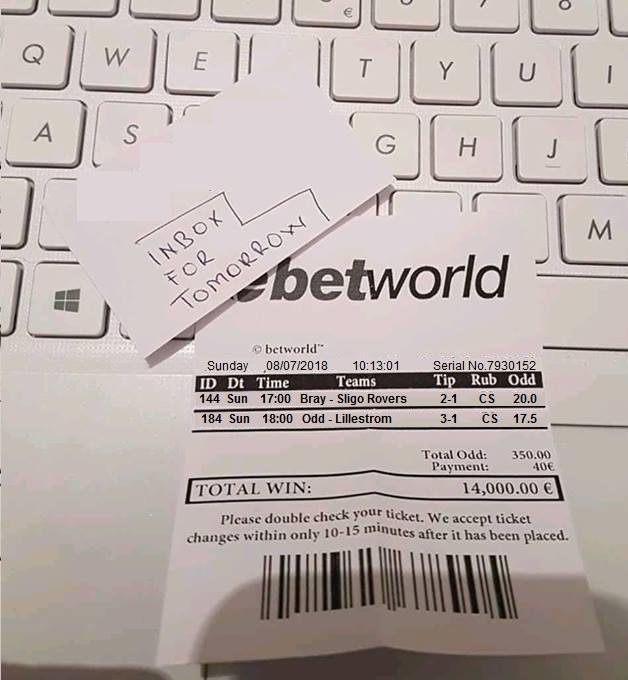 €
Q W E T Y U I
A S G H J
M
INBOX
FOR
TOMORROW
ebetworld
© betworld™
Sunday ,08/07/2018 10:13:01 Serial No.7930152
ID Dt Time Teams Tip Rub Odd
144 Sun 17:00 Bray - Sligo Rovers 2-1 CS 20.0
184 Sun 18:00 Odd - Lillestrom 3-1 CS 17.5
Total Odd: 350.00
Payment: 40€
TOTAL WIN: 14,000.00 €
Please double check your ticket. We accept ticket
changes within only 10-15 minutes after it has been placed.